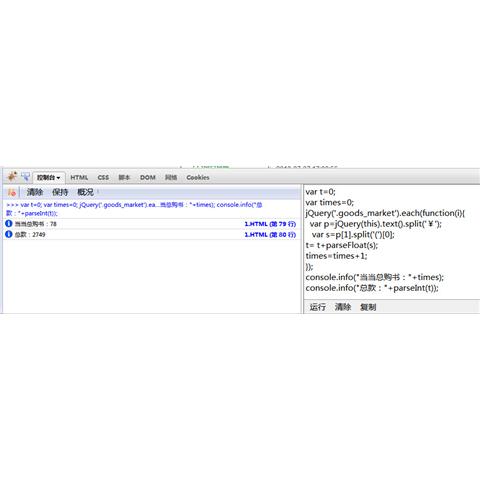 控制台 HTML CSS 脚本 DOM 网络 Cookies
清除 保持 概况
>>> var t=0; var times=0; jQuery('.goods_market').ea...当总购书："+times); console.info("总
款："+parseInt(t));
当当总购书：78 1.HTML (第 79 行)
总款：2749 1.HTML (第 80 行)
var t=0;
var times=0;
jQuery('.goods_market').each(function(i){
var p=jQuery(this).text().split('¥');
var s=p[1].split('(')[0];
t= t+parseFloat(s);
times=times+1;
});
console.info("当当总购书："+times);
console.info("总款："+parseInt(t));
运行 清除 复制